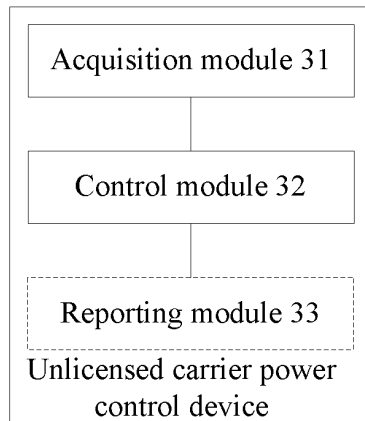 Acquisition module 31
Control module 32
Reporting module 33
Unlicensed carrier power
control device